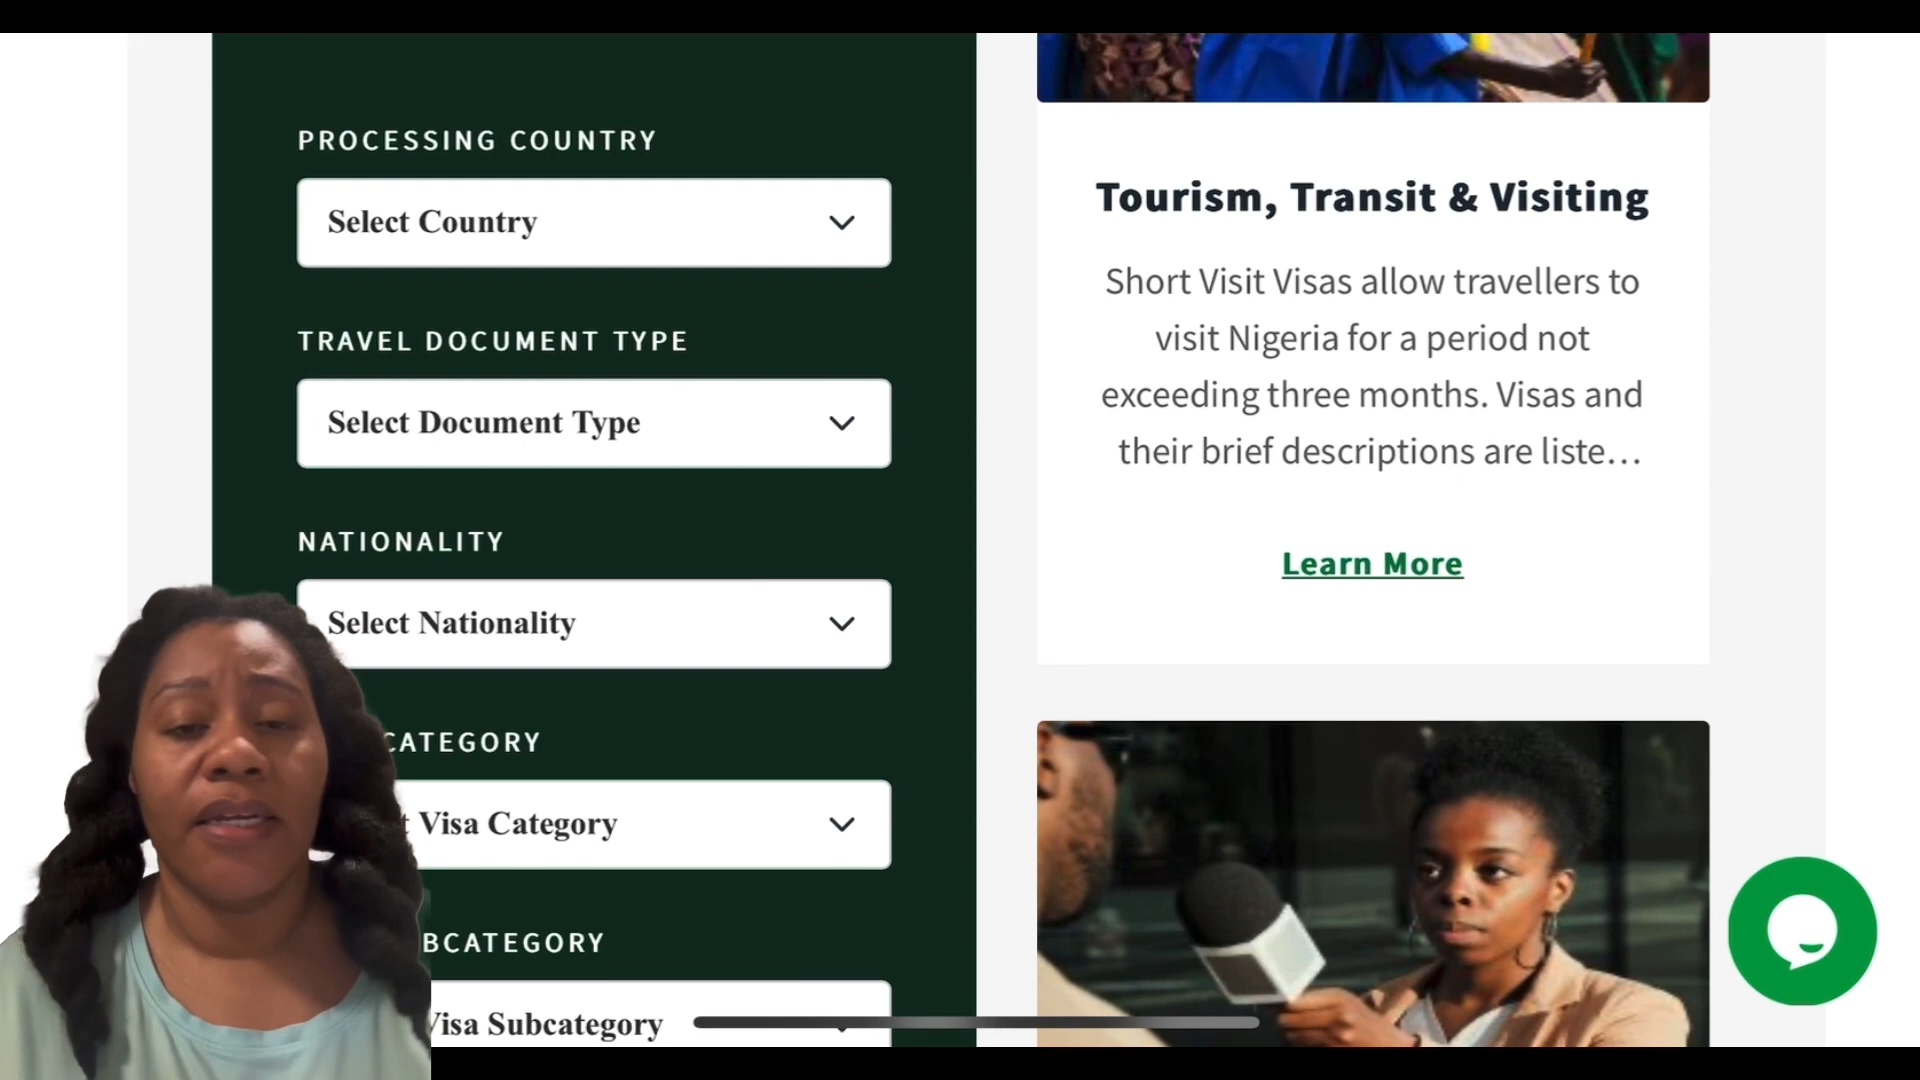 PROCESSING COUNTRY
Select Country
TRAVEL DOCUMENT TYPE
Select Document Type
NATIONALITY
Select Nationality
CATEGORY
Visa Category
BCATEGORY
Visa Subcategory
Tourism, Transit & Visiting
Short Visit Visas allow travellers to
visit Nigeria for a period not
exceeding three months. Visas and
their brief descriptions are liste…
Learn More